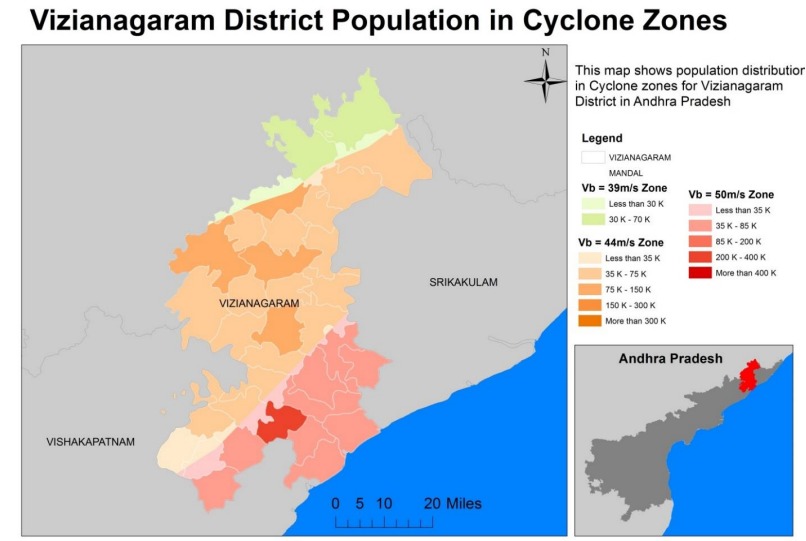 Vizianagaram District Population in Cyclone Zones
N
This map shows population distribution
in Cyclone zones for Vizianagaram
District in Andhra Pradesh
Legend
VIZIANAGARAM
MANDAL
Vb = 39m/s Zone
Less than 30 K
30 K - 70 K
Vb = 44m/s Zone
Less than 35 K
35 K - 75 K
75 K - 150 K
150 K - 300 K
More than 300 K
Vb = 50m/s Zone
Less than 35 K
35 K - 85 K
85 K - 200 K
200 K - 400 K
More than 400 K
SRIKAKULAM
VIZIANAGARAM
VISHAKAPATNAM
0 5 10 20 Miles
Andhra Pradesh